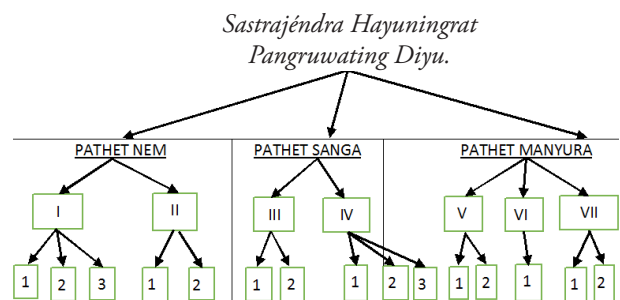 Sastrajéndra Hayuningrat
Pangruwating Diyu.
PATHET NEM PATHET SANGA PATHET MANYURA
I II III IV V VI VII
1 2 3 1 2 1 2 1 2 3 1 2 1 1 2